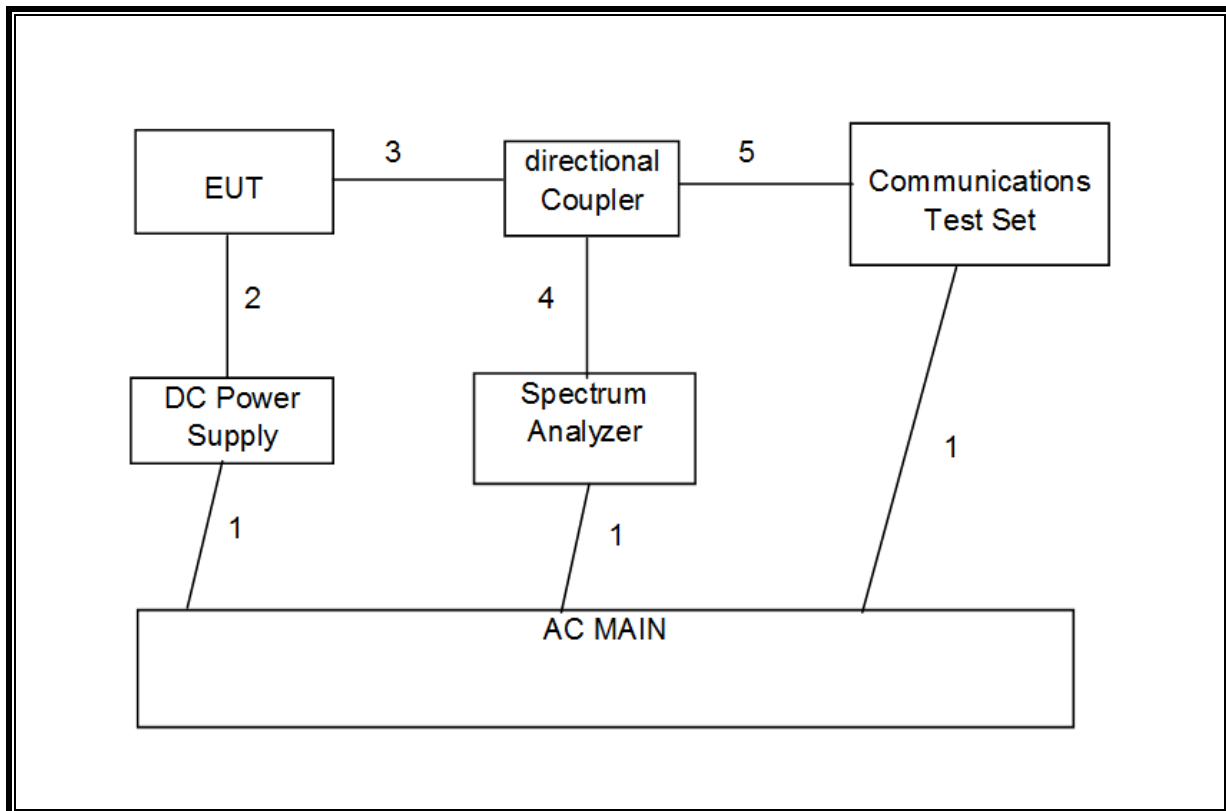 3
5
directional
Coupler
EUT
Communications
Test Set
2
4
DC Power
Supply
Spectrum
Analyzer
1
1
1
AC MAIN